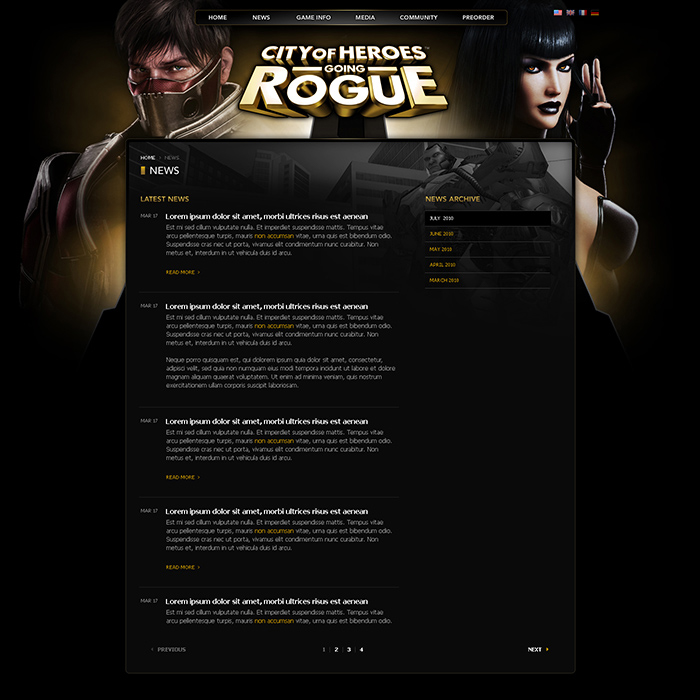 HOME NEWS GAME INFO MEDIA COMMUNITY PREORDER
CITY OF HEROES™
GOING
ROGUE
HOME › NEWS
NEWS
LATEST NEWS
MAR 17 Lorem ipsum dolor sit amet, morbi ultrices risus est aenean
Est mi sed cillum vulputate nulla. Et imperdiet suspendisse mattis. Tempus vitae
arcu pellentesque turpis, mauris non accumsan vitae, urna quis est bibendum odio.
Suspendisse cras nec ut porta, vivamus elit condimentum nunc curabitur. Non
metus et, interdum in ut vehicula duis id arcu.
READ MORE ›
MAR 17 Lorem ipsum dolor sit amet, morbi ultrices risus est aenean
Est mi sed cillum vulputate nulla. Et imperdiet suspendisse mattis. Tempus vitae
arcu pellentesque turpis, mauris non accumsan vitae, urna quis est bibendum odio.
Suspendisse cras nec ut porta, vivamus elit condimentum nunc curabitur. Non
metus et, interdum in ut vehicula duis id arcu.
Neque porro quisquam est, qui dolorem ipsum quia dolor sit amet, consectetur,
adipisci velit, sed quia non numquam eius modi tempora incidunt ut labore et dolore
magnam aliquam quaerat voluptatem. Ut enim ad minima veniam, quis nostrum
exercitationem ullam corporis suscipit laboriosam.
MAR 17 Lorem ipsum dolor sit amet, morbi ultrices risus est aenean
Est mi sed cillum vulputate nulla. Et imperdiet suspendisse mattis. Tempus vitae
arcu pellentesque turpis, mauris non accumsan vitae, urna quis est bibendum odio.
Suspendisse cras nec ut porta, vivamus elit condimentum nunc curabitur. Non
metus et, interdum in ut vehicula duis id arcu.
READ MORE ›
MAR 17 Lorem ipsum dolor sit amet, morbi ultrices risus est aenean
Est mi sed cillum vulputate nulla. Et imperdiet suspendisse mattis. Tempus vitae
arcu pellentesque turpis, mauris non accumsan vitae, urna quis est bibendum odio.
Suspendisse cras nec ut porta, vivamus elit condimentum nunc curabitur. Non
metus et, interdum in ut vehicula duis id arcu.
READ MORE ›
MAR 17 Lorem ipsum dolor sit amet, morbi ultrices risus est aenean
Est mi sed cillum vulputate nulla. Et imperdiet suspendisse mattis. Tempus vitae
arcu pellentesque turpis, mauris non accumsan vitae, urna quis est bibendum odio.
NEWS ARCHIVE
JULY 2010
JUNE 2010
MAY 2010
APRIL 2010
MARCH 2010
‹ PREVIOUS 1 | 2 | 3 | 4 NEXT ›